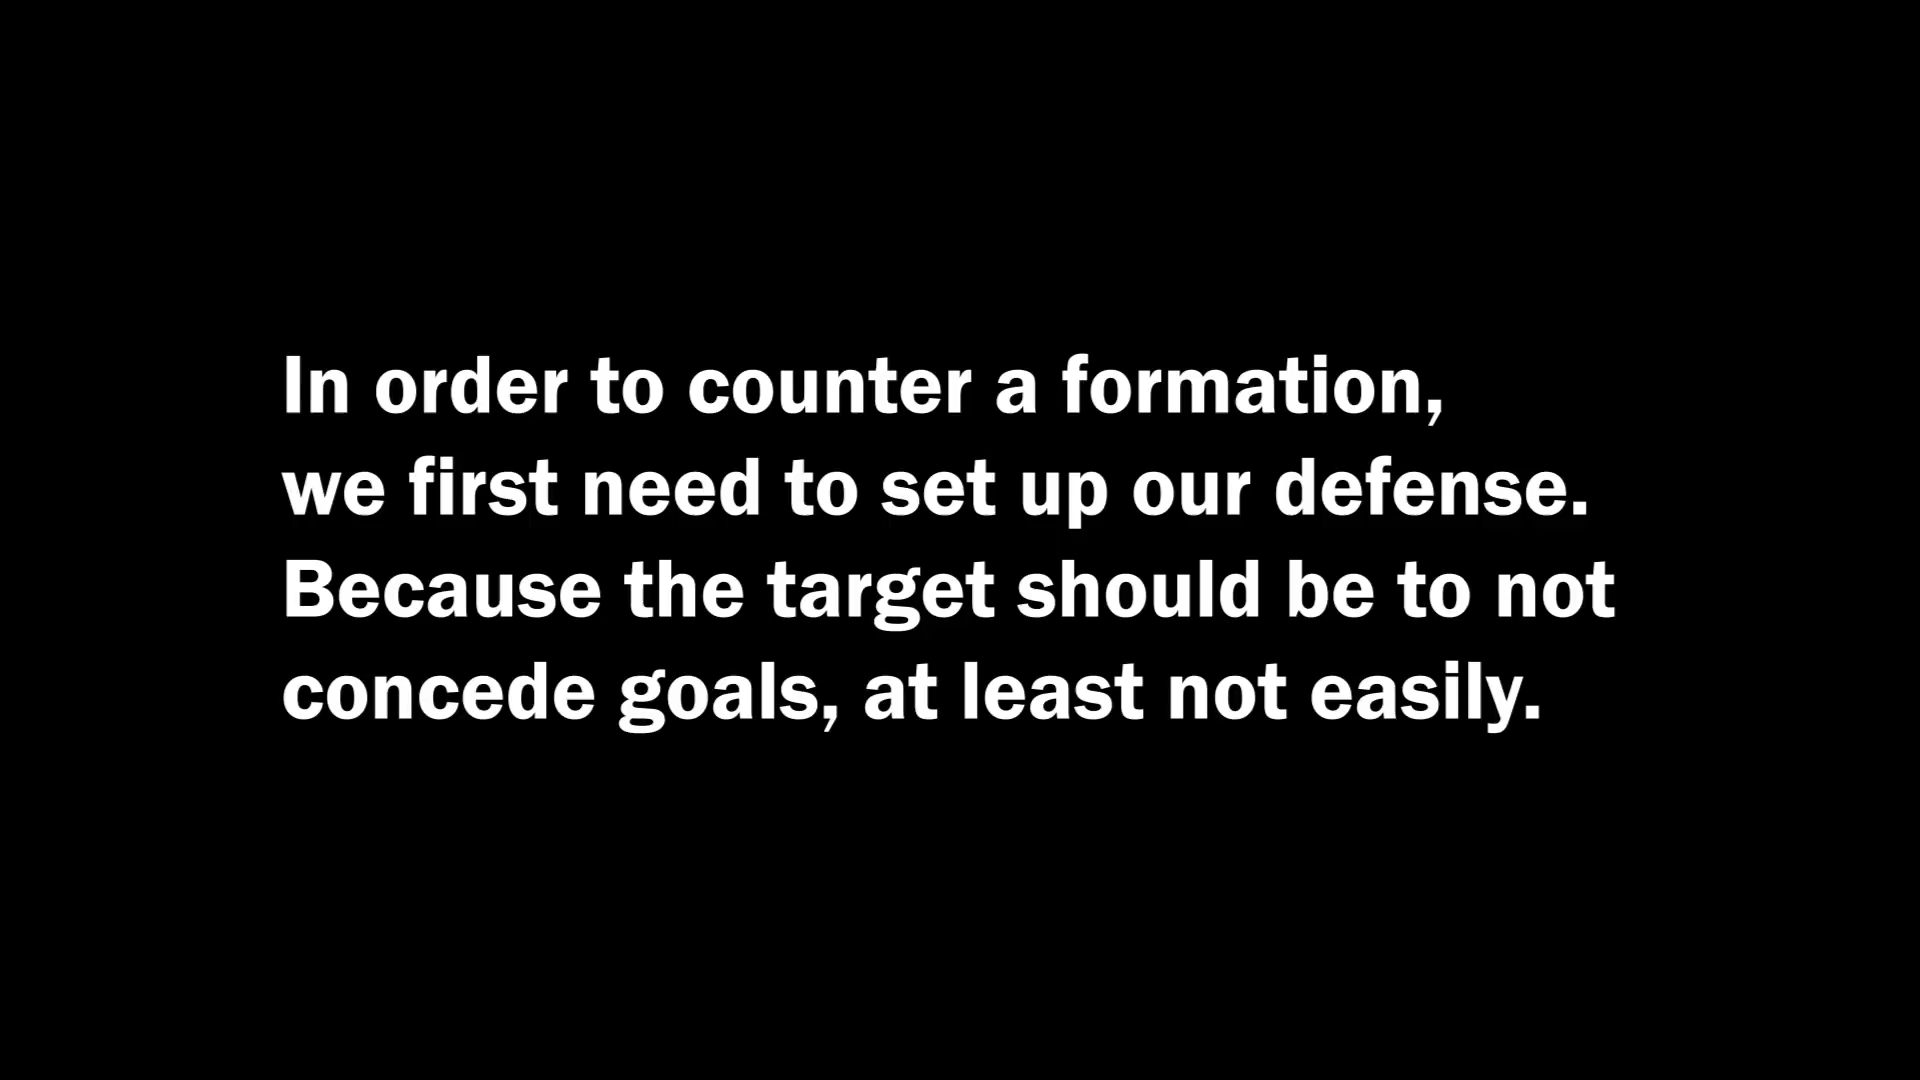 In order to counter a formation,
we first need to set up our defense.
Because the target should be to not
concede goals, at least not easily.